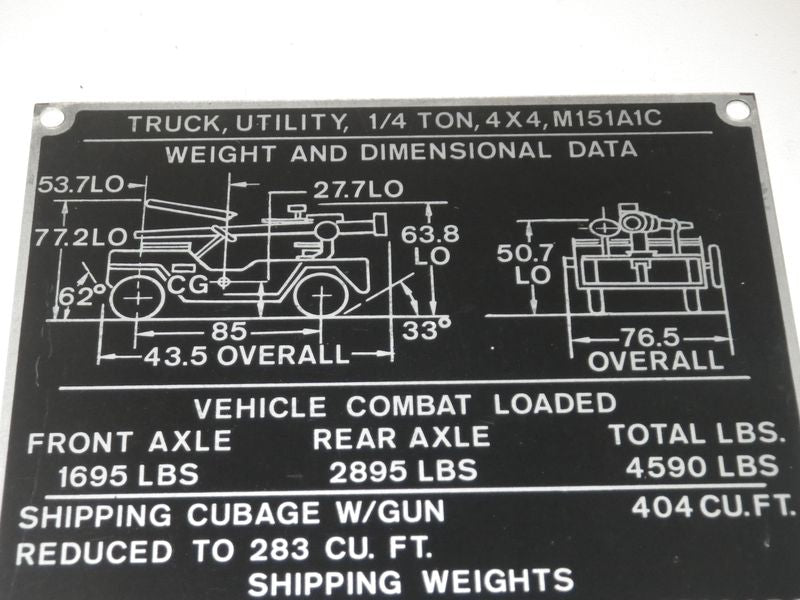 TRUCK, UTILITY, 1/4 TON, 4X4, M151A1C
WEIGHT AND DIMENSIONAL DATA
53.7LO
27.7LO
77.2LO
63.8
LO
50.7
LO
62°
CG
33°
85
43.5 OVERALL
76.5
OVERALL
VEHICLE COMBAT LOADED
FRONT AXLE REAR AXLE TOTAL LBS.
1695 LBS 2895 LBS 4590 LBS
SHIPPING CUBAGE W/GUN 404 CU.FT.
REDUCED TO 283 CU. FT.
SHIPPING WEIGHTS